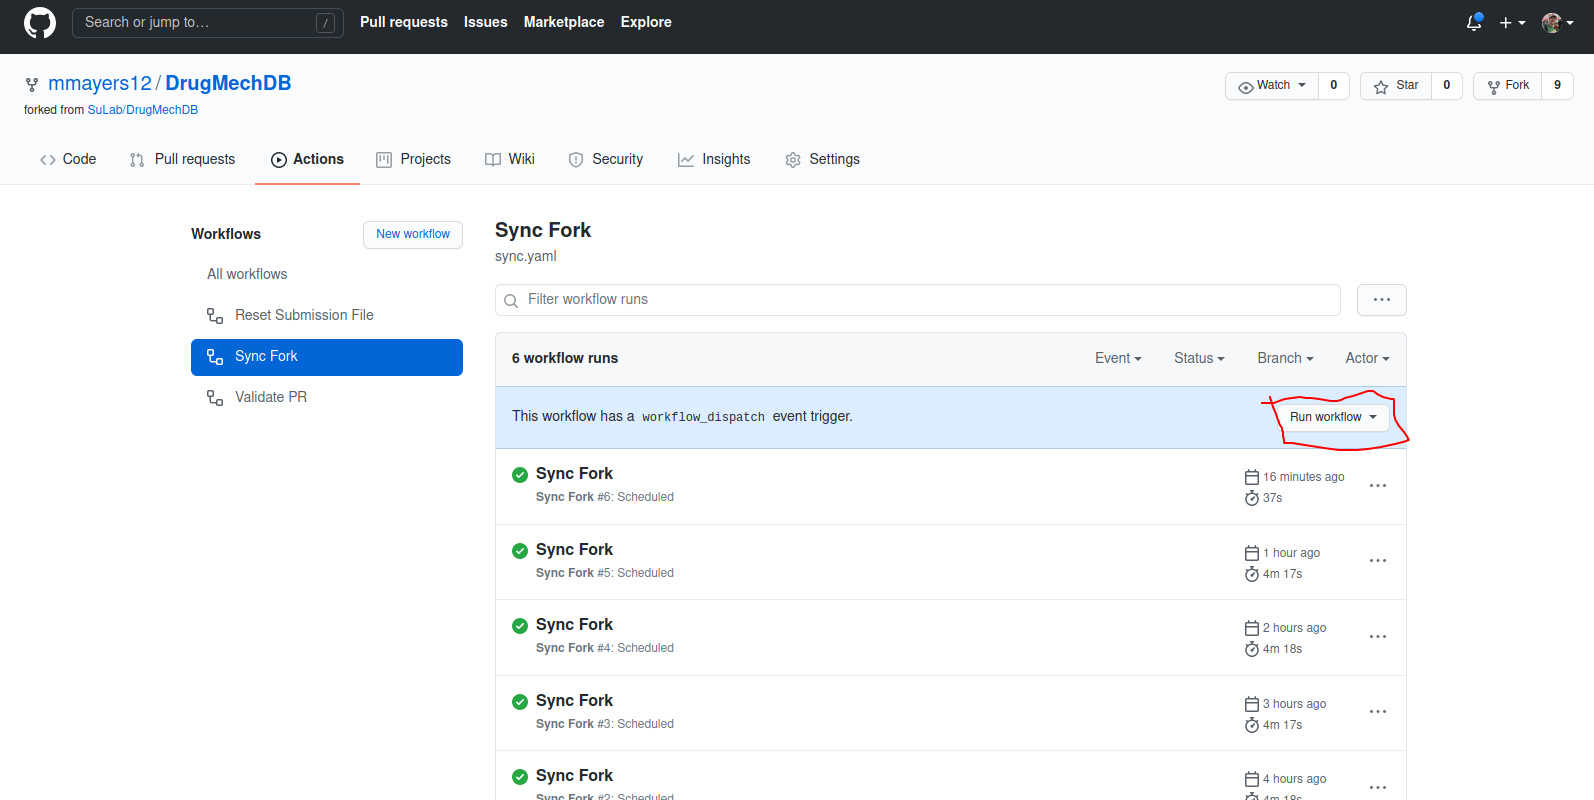 Search or jump to… /
Pull requests Issues Marketplace Explore
mmayers12 / DrugMechDB
forked from SuLab/DrugMechDB
Watch 0 Star 0 Fork 9
Code Pull requests Actions Projects Wiki Security Insights Settings
Workflows
New workflow
All workflows
Reset Submission File
Sync Fork
Validate PR
Sync Fork
sync.yaml
Filter workflow runs
6 workflow runs Event Status Branch Actor
This workflow has a workflow_dispatch event trigger. Run workflow
Sync Fork
Sync Fork #6: Scheduled
16 minutes ago
37s
Sync Fork
Sync Fork #5: Scheduled
1 hour ago
4m 17s
Sync Fork
Sync Fork #4: Scheduled
2 hours ago
4m 18s
Sync Fork
Sync Fork #3: Scheduled
3 hours ago
4m 17s
Sync Fork
Sync Fork #2: Scheduled
4 hours ago
4m 18s